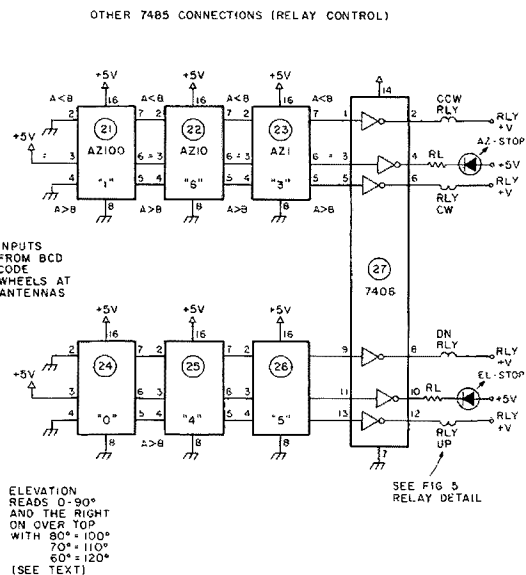 OTHER 7485 CONNECTIONS (RELAY CONTROL)
+5V +5V +5V
A<B 16 A<B 16 A<B 16 A<B 14 CCW RLY
2 21 7 2 22 7 2 23 7 1 2 RLY +V
+5V AZ100 AZ10 AZ1 AZ-STOP
= 3 6 = 3 6 = 3 6 = 3 4 RL +5V
4 "1" 5 4 "6" 5 4 "3" 5 5 6 RLY +V
A>B 8 A>B 8 A>B 8 A>B RLY CW
INPUTS
FROM BCD
CODE
WHEELS AT
ANTENNAS
27
7406
+5V +5V +5V
16 16 16 DN RLY
2 24 7 2 25 7 2 26 9 8 RLY +V
+5V EL-STOP
3 6 3 6 3 11 10 RL +5V
4 "0" 5 4 "4" 5 4 "5" 13 12 RLY +V
8 A>B 8 8 7 RLY UP
SEE FIG 5
RELAY DETAIL
ELEVATION
READS 0-90°
AND THE RIGHT
ON OVER TOP
WITH 80° = 100°
70° = 110°
60° = 120°
(SEE TEXT)